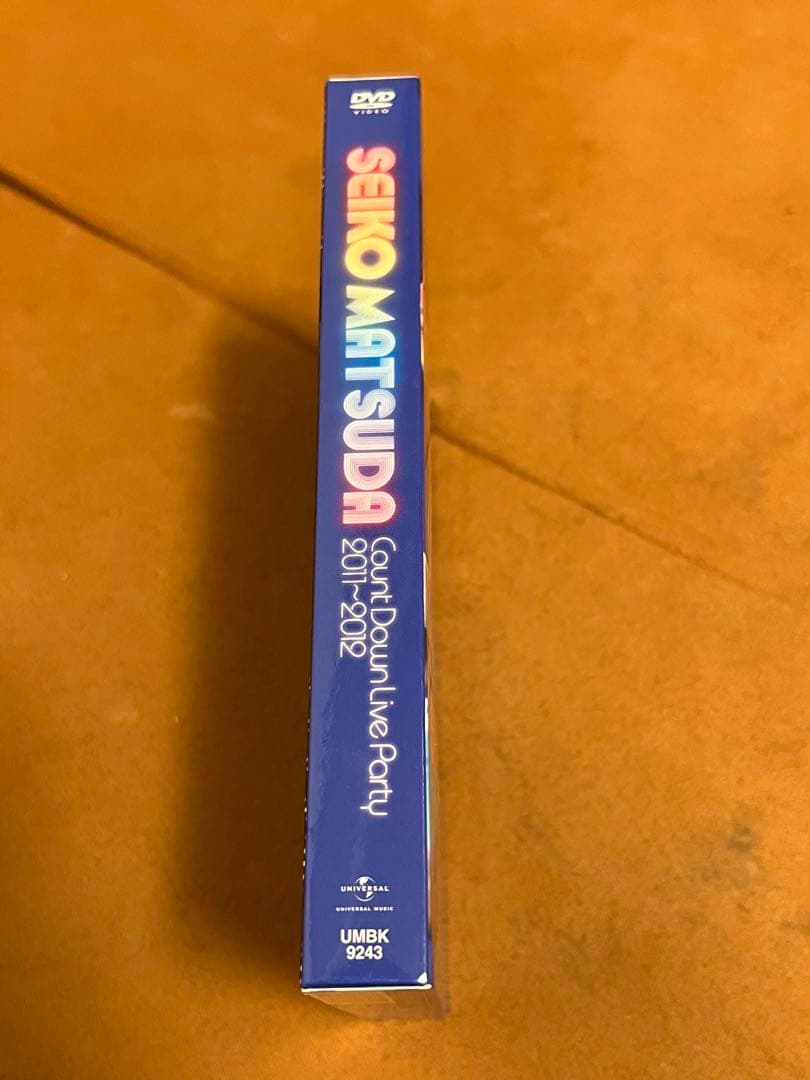 DVD
VIDEO
SEIKO MATSUDA
Count Down Live Party
2011~2012
UNIVERSAL
UNIVERSAL MUSIC
UMBK
9243